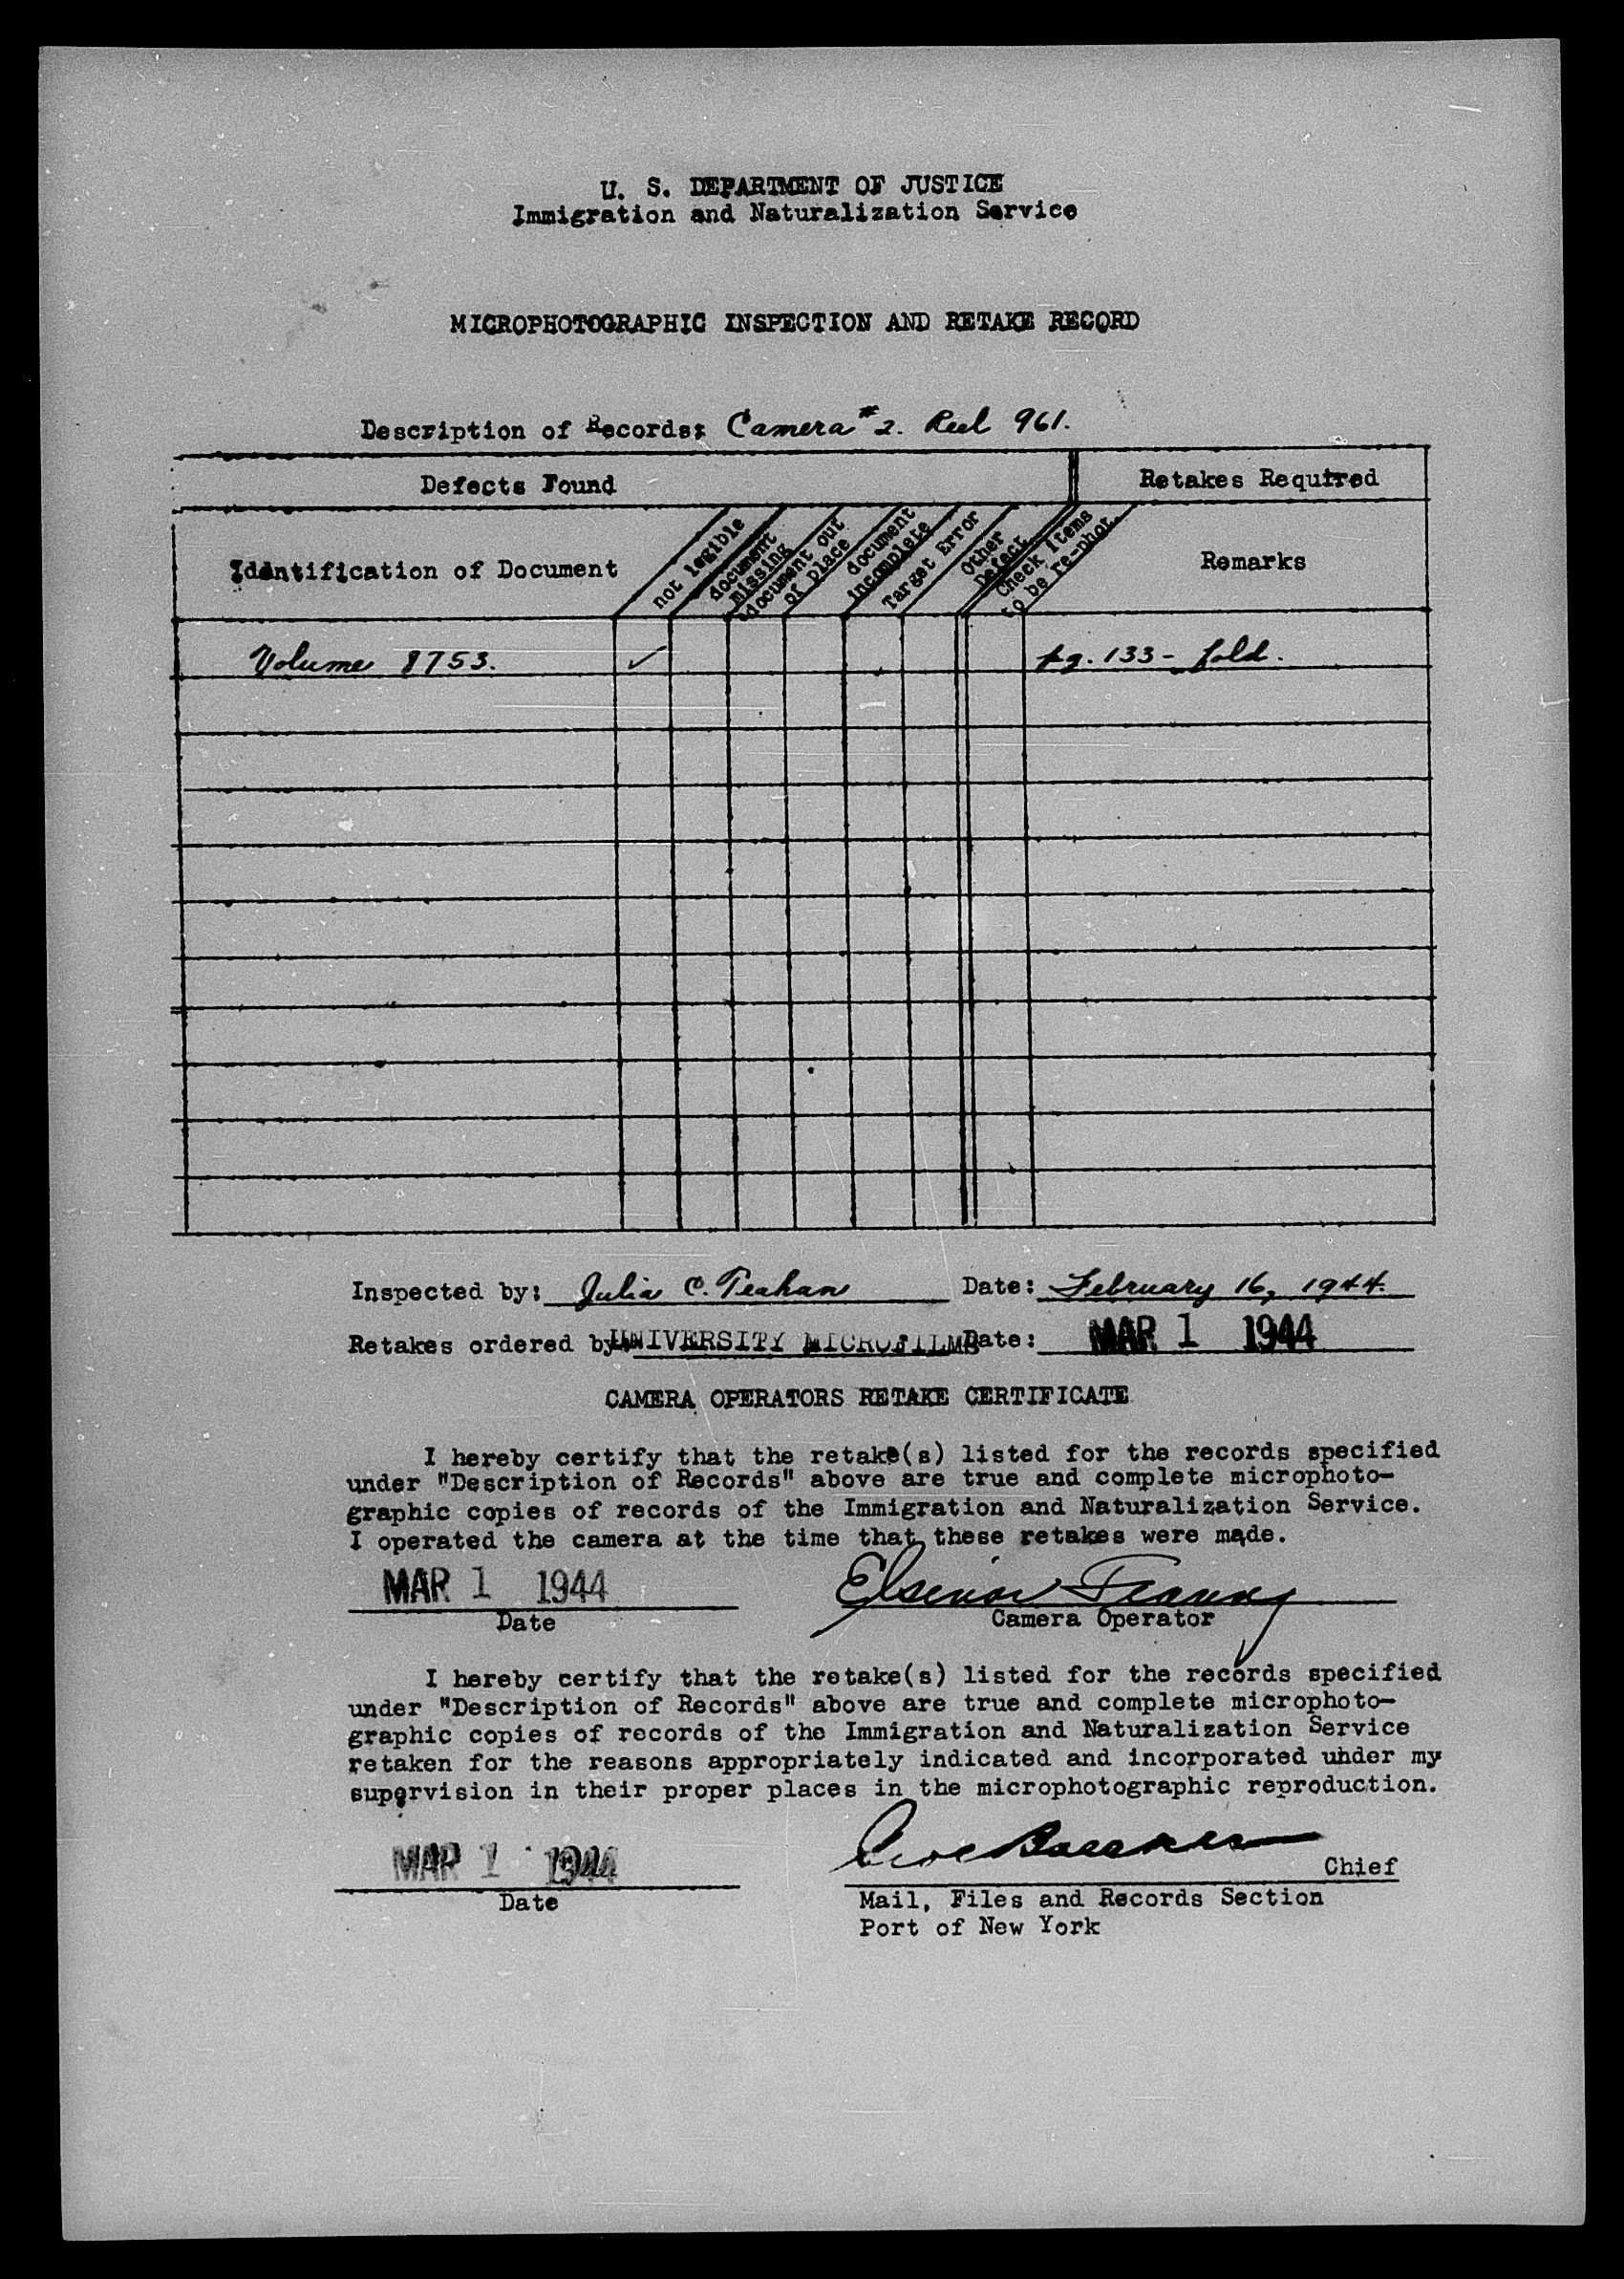 U. S. DEPARTMENT OF JUSTICE
Immigration and Naturalization Service
MICROPHOTOGRAPHIC INSPECTION AND RETAKE RECORD
Description of Records: Camera #2. Reel 961.
Defects Found
Retakes Required
Identification of Document
not legible
document missing
document out of place
document incomplete
Target Error
Other Defect
Check Items to be re-phot.
Remarks
Volume 8753. ✓ pg. 133 - fold.
Inspected by: Julia C. Teahan Date: February 16, 1944.
Retakes ordered by: UNIVERSITY MICROFILMS Date: MAR 1 1944
CAMERA OPERATORS RETAKE CERTIFICATE
I hereby certify that the retake(s) listed for the records specified
under "Description of Records" above are true and complete microphoto-
graphic copies of records of the Immigration and Naturalization Service.
I operated the camera at the time that these retakes were made.
MAR 1 1944
Date
Camera Operator
I hereby certify that the retake(s) listed for the records specified
under "Description of Records" above are true and complete microphoto-
graphic copies of records of the Immigration and Naturalization Service
retaken for the reasons appropriately indicated and incorporated under my
supervision in their proper places in the microphotographic reproduction.
MAR 1 1944
Chief
Date
Mail, Files and Records Section
Port of New York